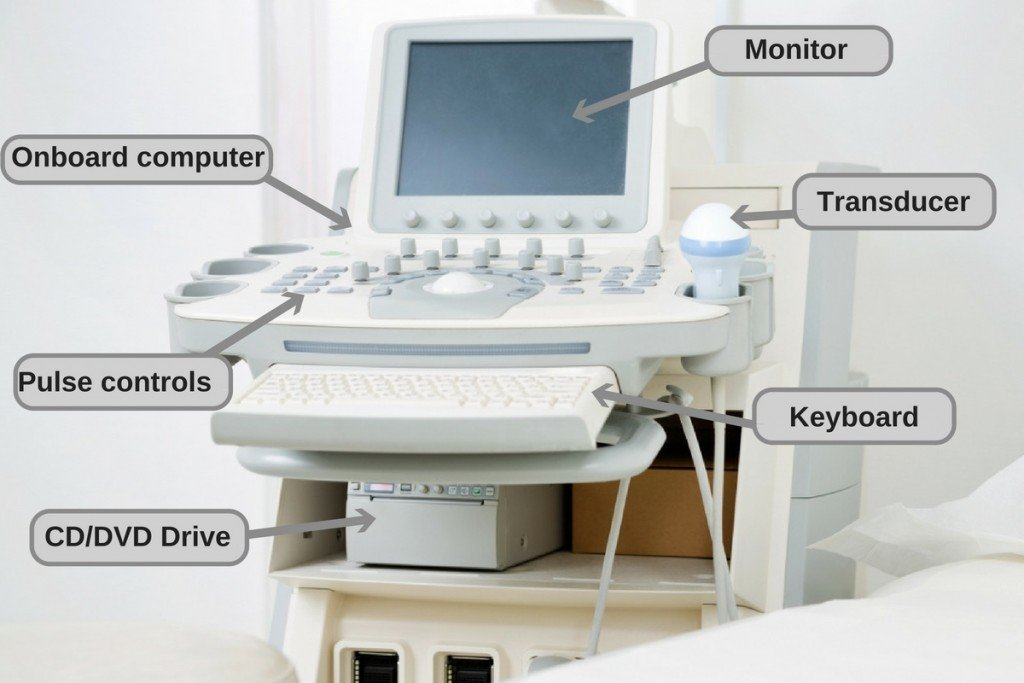 Monitor
Onboard computer
Transducer
Pulse controls
Keyboard
CD/DVD Drive